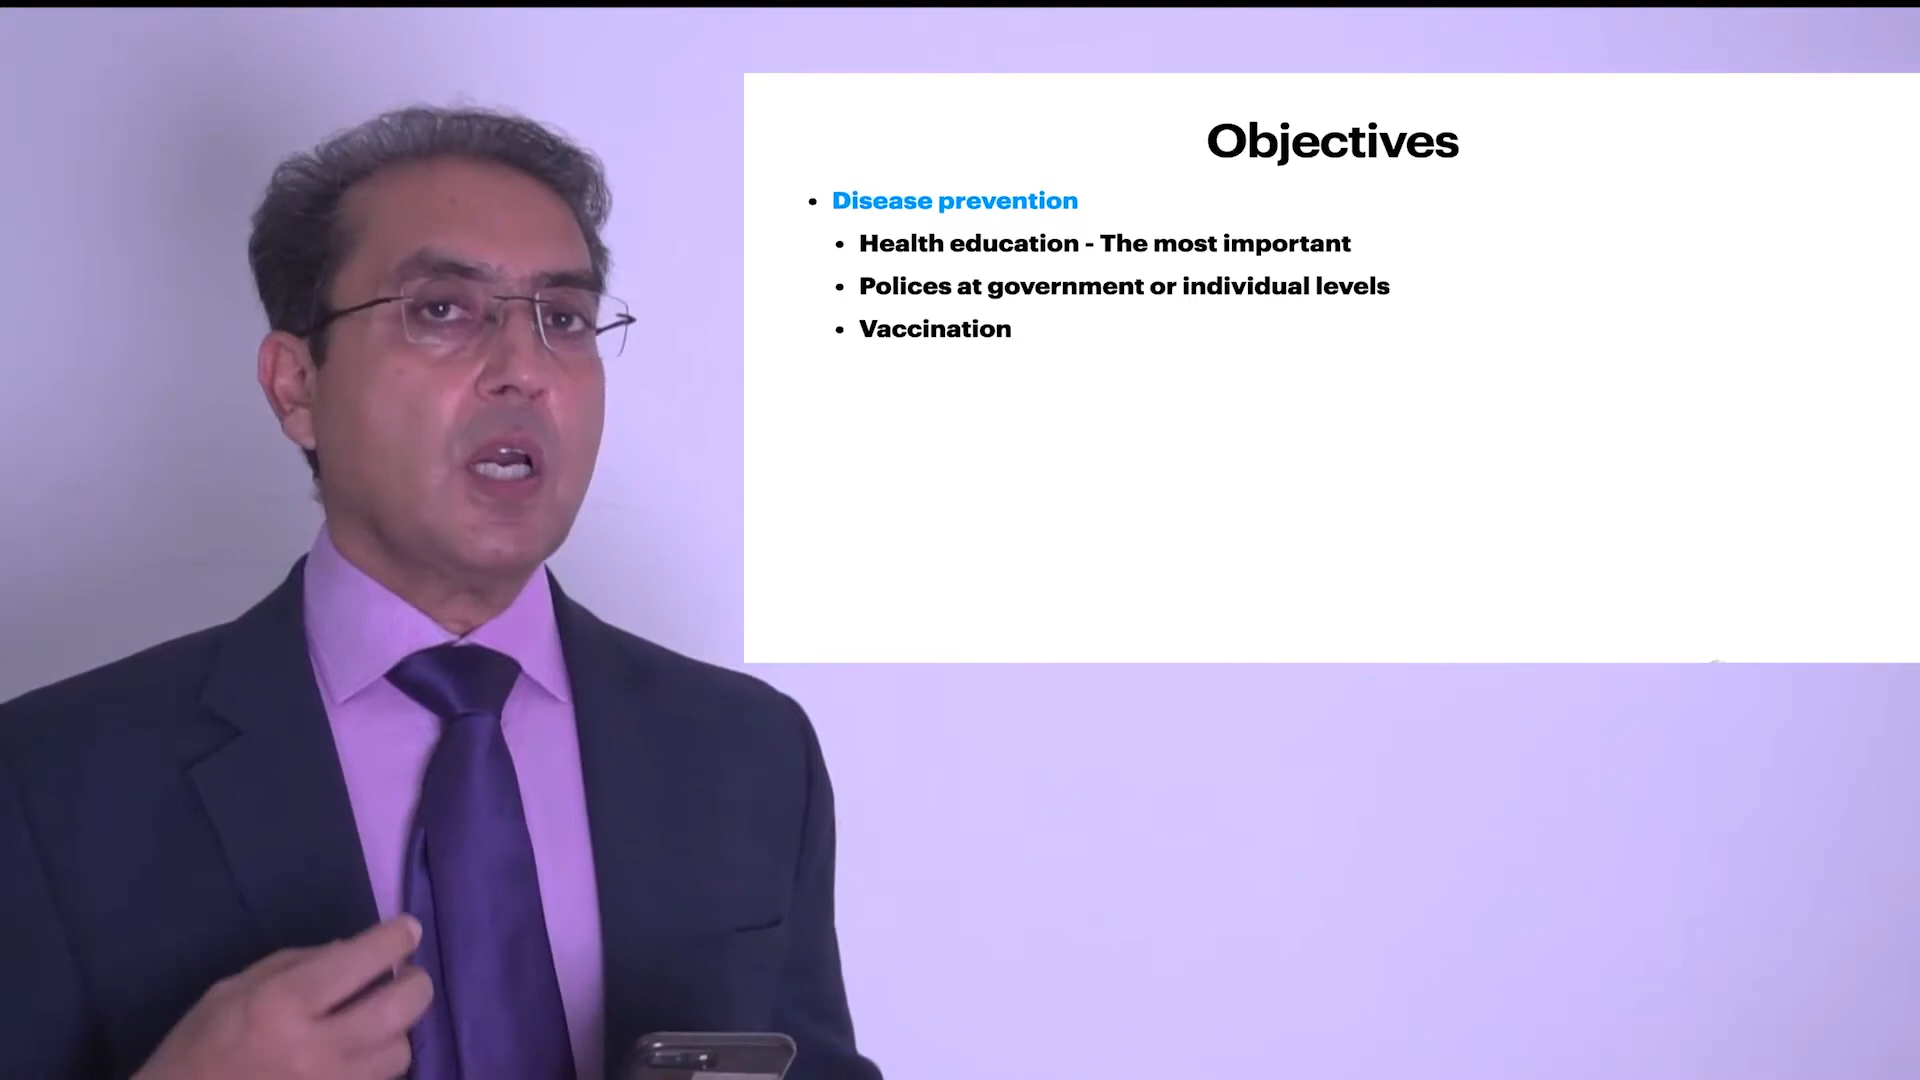 Objectives
• Disease prevention
• Health education - The most important
• Polices at government or individual levels
• Vaccination